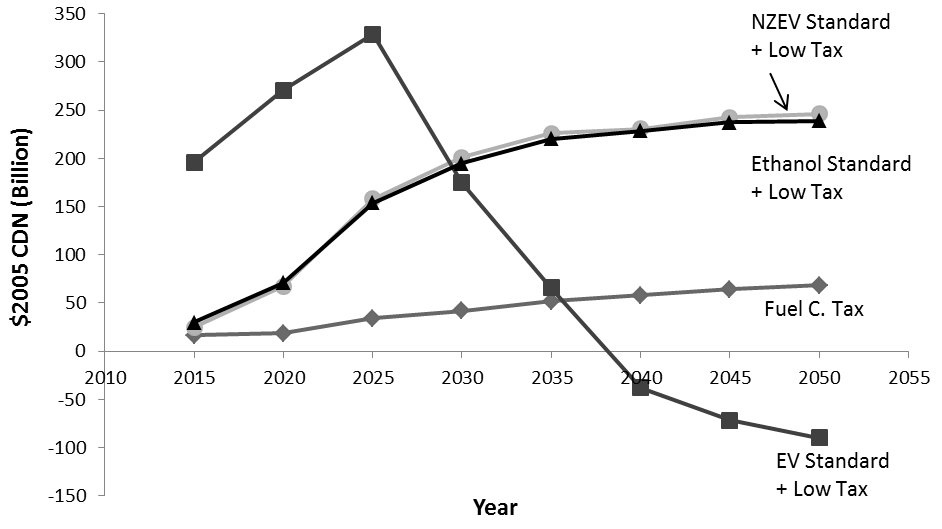 350
300
250
200
150
100
50
0
-50
-100
-150
$2005 CDN (Billion)
2010 2015 2020 2025 2030 2035 2040 2045 2050 2055
Year
NZEV Standard
+ Low Tax
Ethanol Standard
+ Low Tax
Fuel C. Tax
EV Standard
+ Low Tax